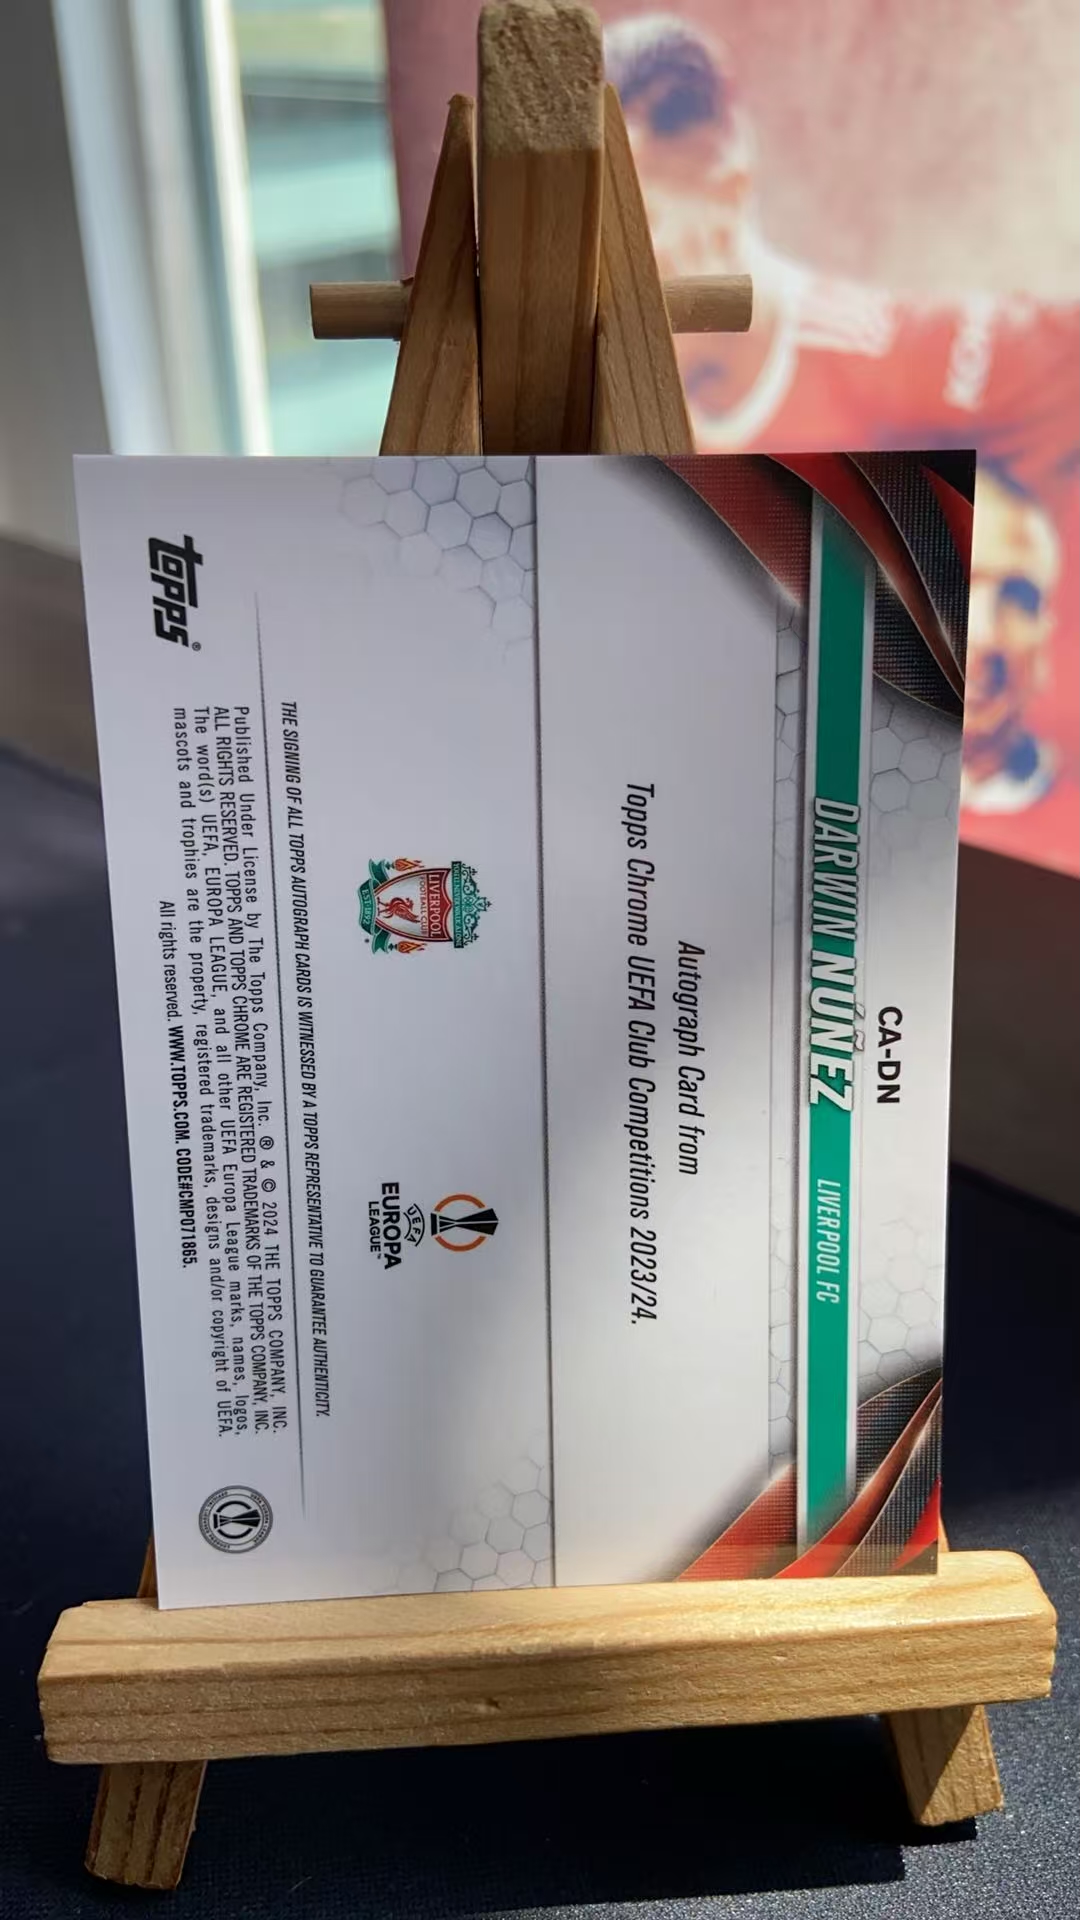 CA-DN
DARWIN NÚÑEZ LIVERPOOL FC
Autograph Card from
Topps Chrome UEFA Club Competitions 2023/24.
YOU'LL NEVER WALK ALONE
LIVERPOOL
FOOTBALL CLUB
EST·1892
UEFA
EUROPA
LEAGUE™
THE SIGNING OF ALL TOPPS AUTOGRAPH CARDS IS WITNESSED BY A TOPPS REPRESENTATIVE TO GUARANTEE AUTHENTICITY.
topps®
Published Under License by The Topps Company, Inc. ® & © 2024 THE TOPPS COMPANY, INC.
ALL RIGHTS RESERVED. TOPPS AND TOPPS CHROME ARE REGISTERED TRADEMARKS OF THE TOPPS COMPANY, INC.
The word(s) UEFA, EUROPA LEAGUE, and all other UEFA Europa League marks, names, logos,
mascots and trophies are the property, registered trademarks, designs and/or copyright of UEFA.
All rights reserved. WWW.TOPPS.COM. CODE#CMP071865.